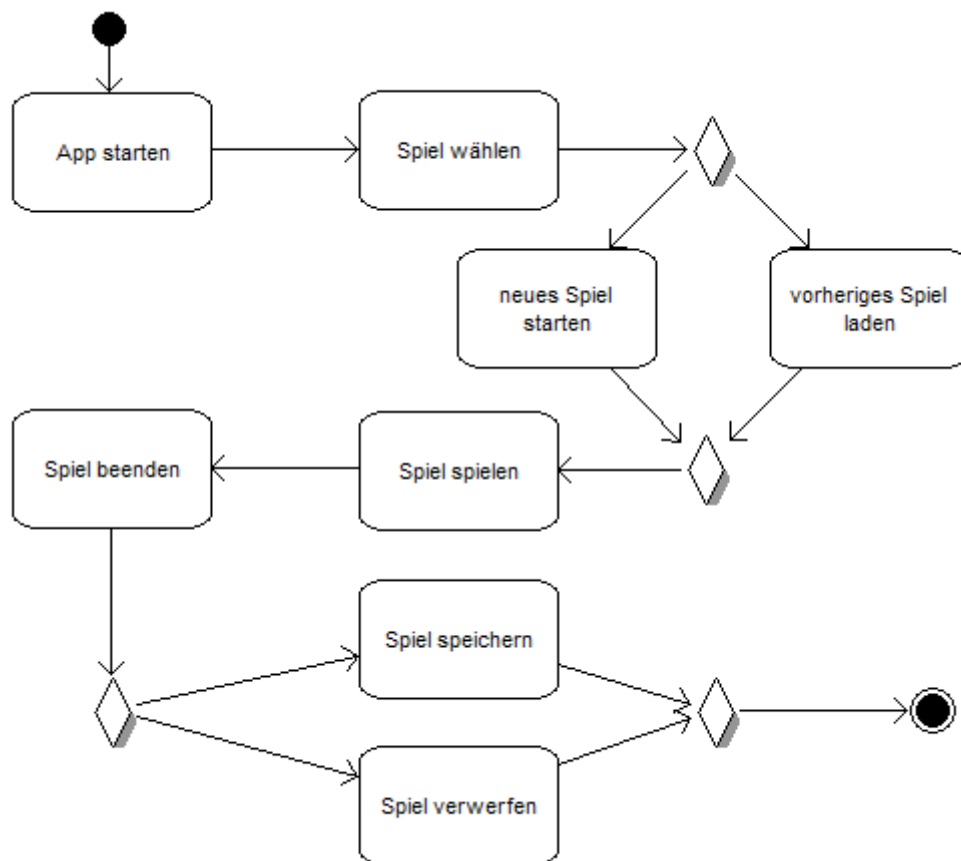 App starten
Spiel wählen
neues Spiel
starten
vorheriges Spiel
laden
Spiel beenden
Spiel spielen
Spiel speichern
Spiel verwerfen